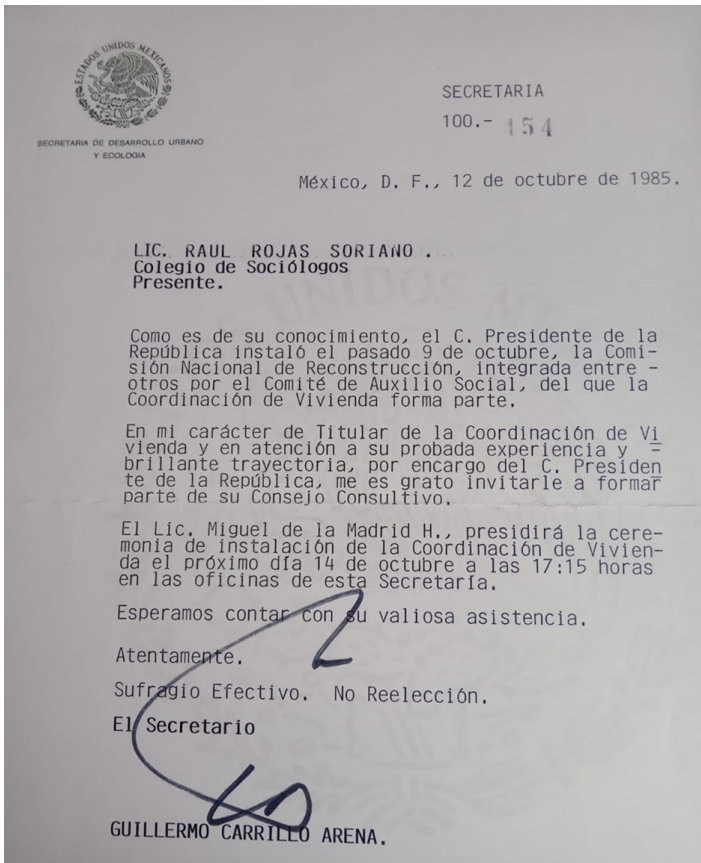 ESTADOS UNIDOS MEXICANOS
SECRETARIA DE DESARROLLO URBANO
Y ECOLOGIA
SECRETARIA
100.- 154
México, D. F., 12 de octubre de 1985.
LIC. RAUL ROJAS SORIANO .
Colegio de Sociólogos
Presente.
Como es de su conocimiento, el C. Presidente de la
República instaló el pasado 9 de octubre, la Comi-
sión Nacional de Reconstrucción, integrada entre -
otros por el Comité de Auxilio Social, del que la
Coordinación de Vivienda forma parte.
En mi carácter de Titular de la Coordinación de Vi
vienda y en atención a su probada experiencia y -
brillante trayectoria, por encargo del C. Presiden
te de la República, me es grato invitarle a formar
parte de su Consejo Consultivo.
El Lic. Miguel de la Madrid H., presidirá la cere-
monia de instalación de la Coordinación de Vivien-
da el próximo día 14 de octubre a las 17:15 horas
en las oficinas de esta Secretaría.
Esperamos contar con su valiosa asistencia.
Atentamente.
Sufragio Efectivo. No Reelección.
El Secretario
GUILLERMO CARRILLO ARENA.